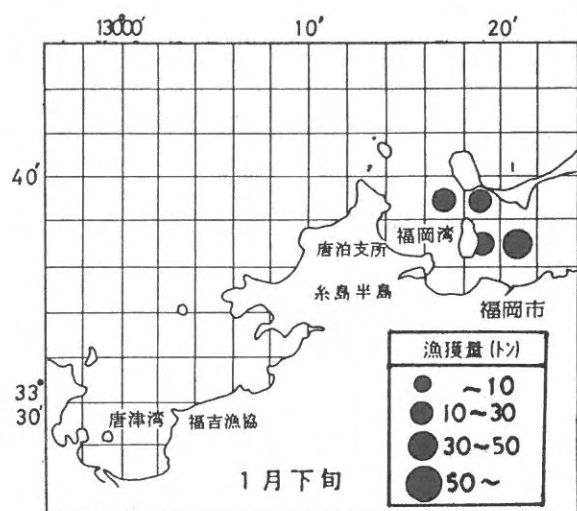 130°00′ 10′ 20′
40′
唐泊支所 福岡湾
糸島半島
福岡市
漁獲量(トン)
～10
10～30
30～50
50～
33°
30′
唐津湾 福吉漁協
1月下旬